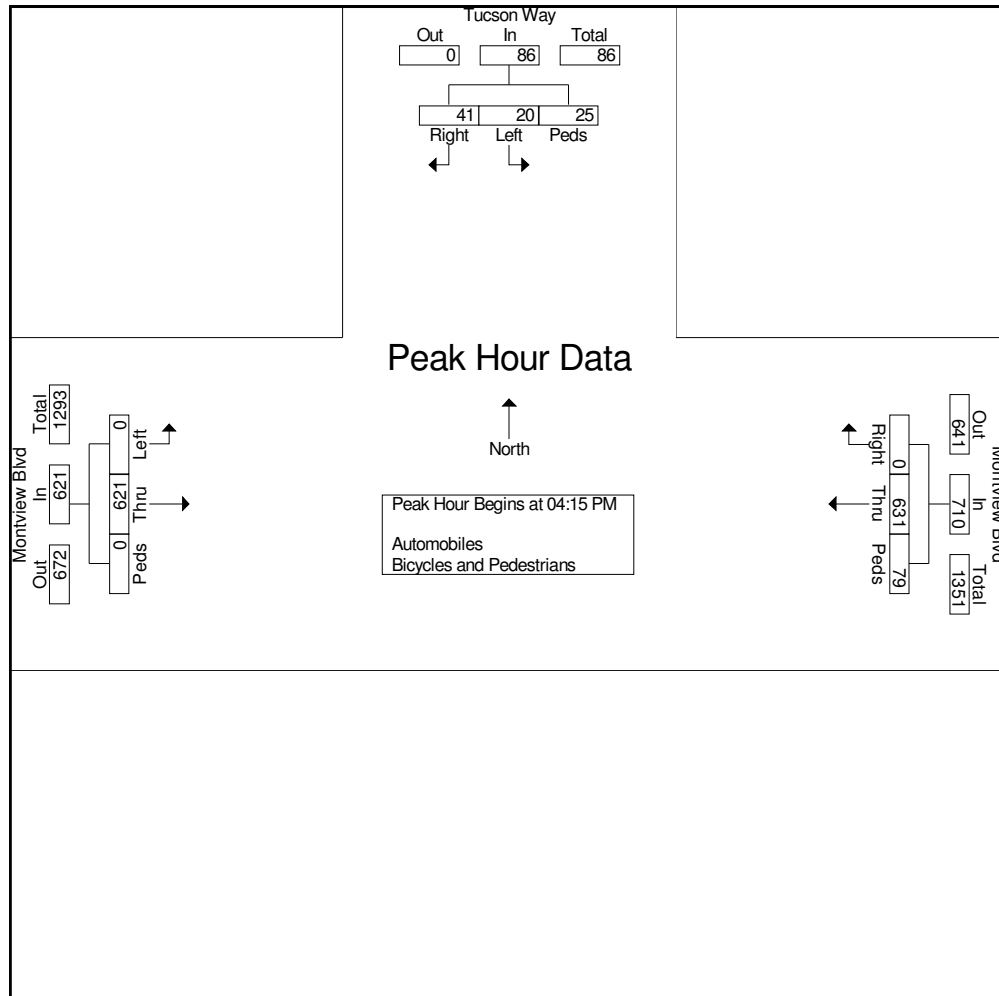 Tucson Way
Out In Total
0 86 86
41 20 25
Right Left Peds
Peak Hour Data
North
Peak Hour Begins at 04:15 PM
Automobiles
Bicycles and Pedestrians
Montview Blvd
Out In Total
672 621 1293
0 621 0
Peds Thru Left
Montview Blvd
Out In Total
641 710 1351
0 631 79
Right Thru Peds